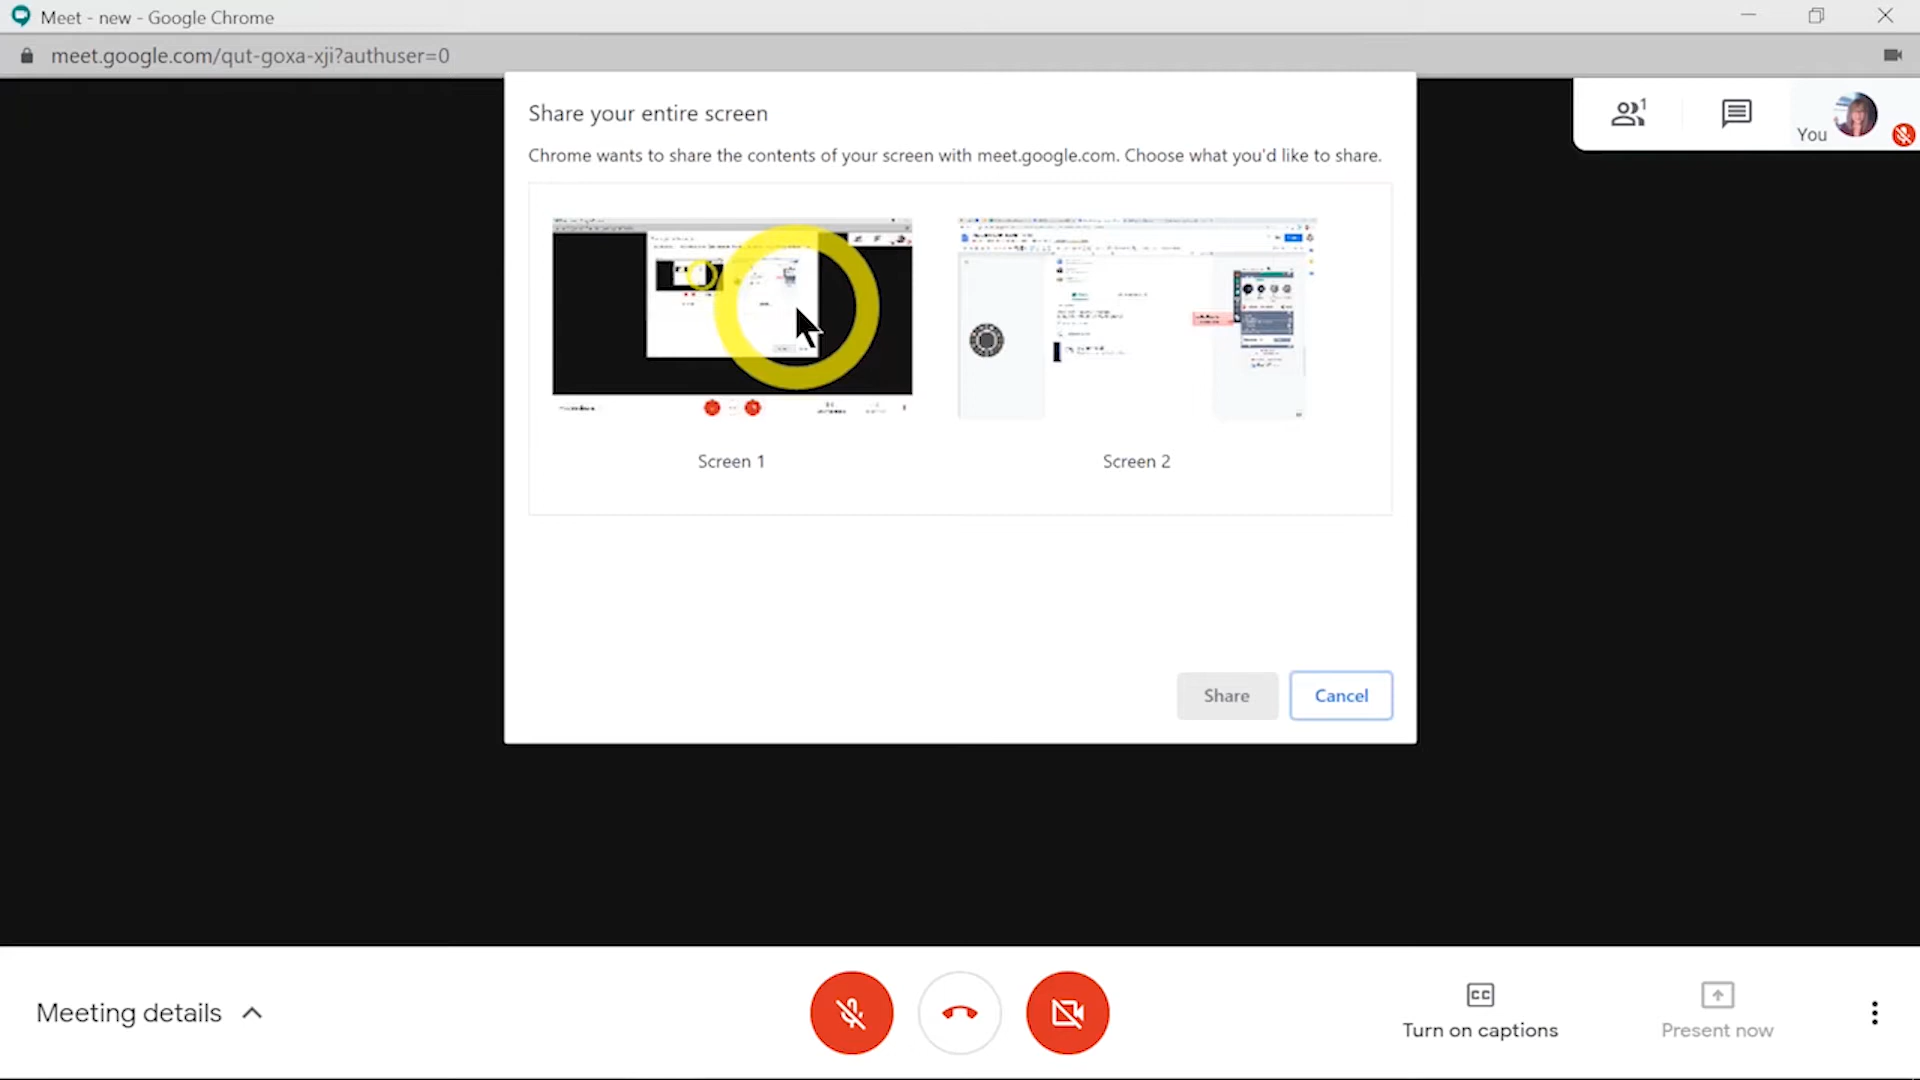 Meet - new - Google Chrome
meet.google.com/qut-goxa-xji?authuser=0
Share your entire screen
Chrome wants to share the contents of your screen with meet.google.com. Choose what you'd like to share.
1
You
Screen 1
Screen 2
Share
Cancel
Meeting details
CC
Turn on captions
Present now